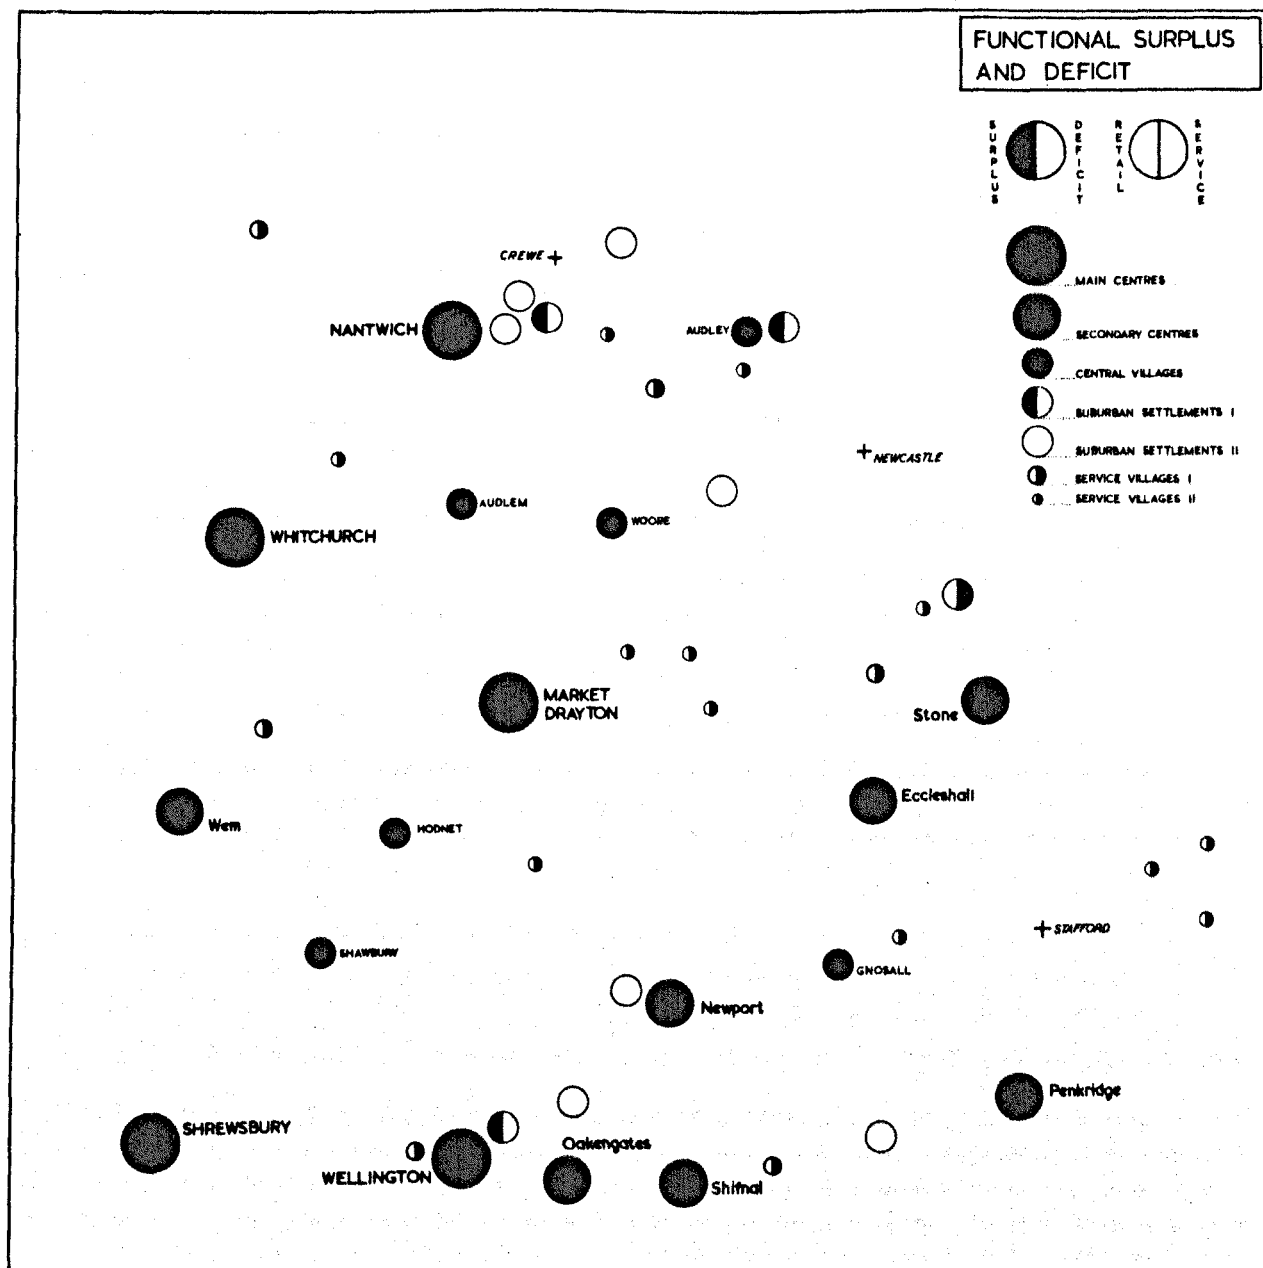 FUNCTIONAL SURPLUS
AND DEFICIT
SURPLUS
DEFICIT
RETAIL
SERVICE
MAIN CENTRES
SECONDARY CENTRES
CENTRAL VILLAGES
SUBURBAN SETTLEMENTS I
SUBURBAN SETTLEMENTS II
SERVICE VILLAGES I
SERVICE VILLAGES II
CREWE
NANTWICH
AUDLEY
NEWCASTLE
AUDLEM
WOORE
WHITCHURCH
MARKET
DRAYTON
Stone
Eccleshall
Wem
HODNET
STAFFORD
SHAWBURY
GNOSALL
Newport
Penkridge
SHREWSBURY
Oakengates
WELLINGTON
Shifnal